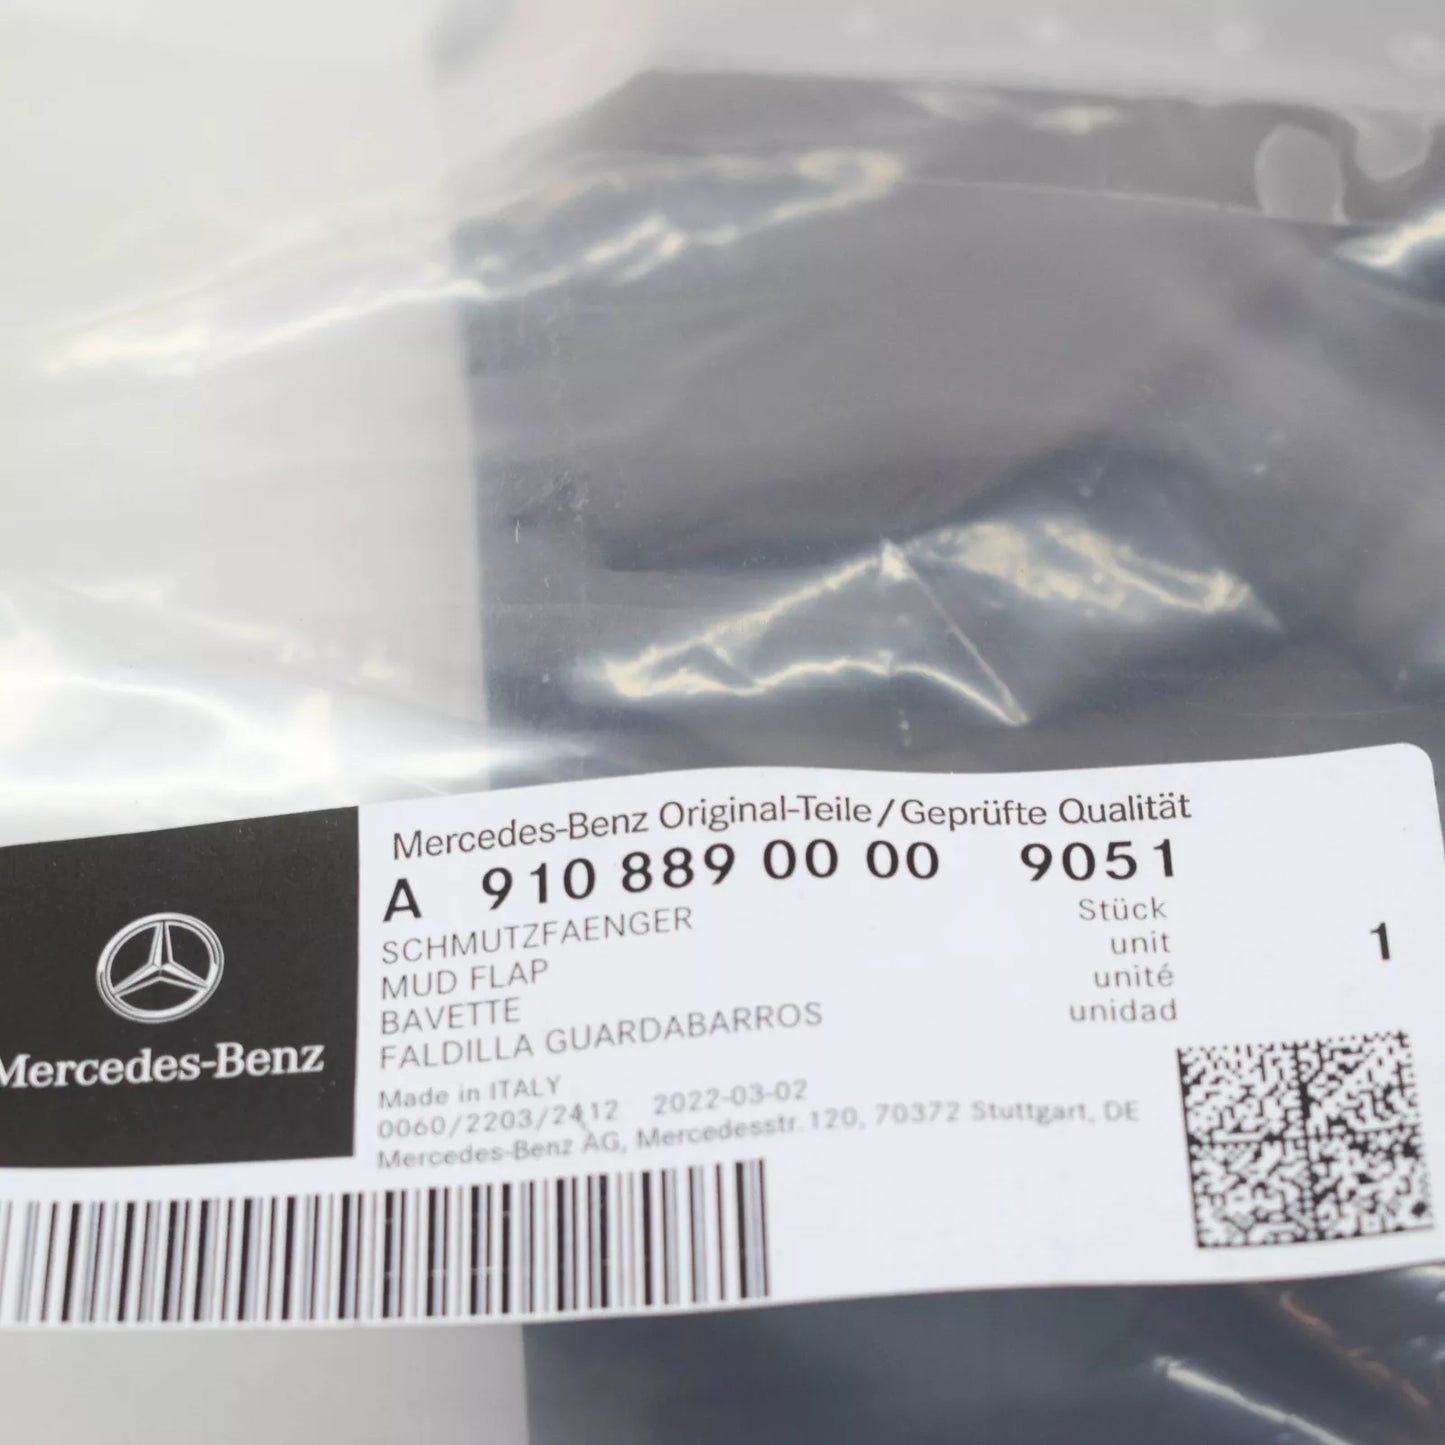 Mercedes-Benz
Mercedes-Benz Original-Teile/Geprüfte Qualität
A 910 889 00 00 9051
SCHMUTZFAENGER
MUD FLAP
BAVETTE
FALDILLA GUARDABARROS
Stück
unit
unité
unidad
1
Made in ITALY
0060/2203/2412 2022-03-02
Mercedes-Benz AG, Mercedesstr. 120, 70372 Stuttgart, DE